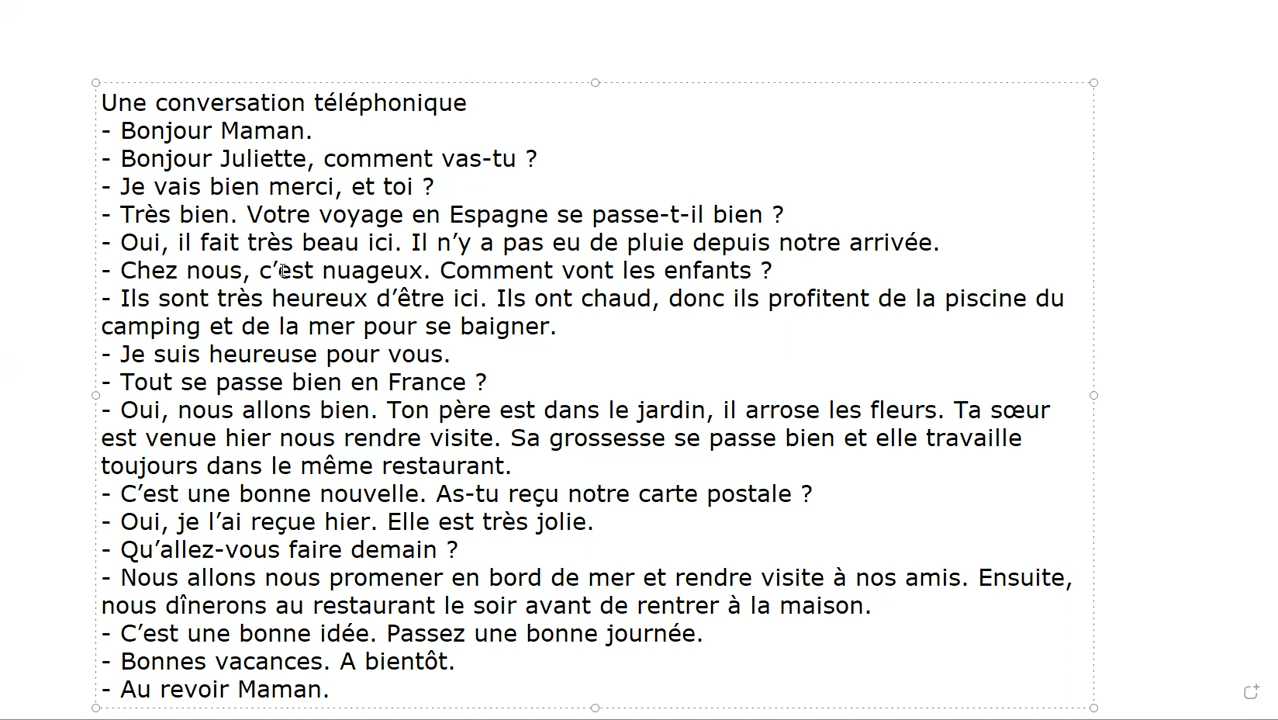 Une conversation téléphonique
- Bonjour Maman.
- Bonjour Juliette, comment vas-tu ?
- Je vais bien merci, et toi ?
- Très bien. Votre voyage en Espagne se passe-t-il bien ?
- Oui, il fait très beau ici. Il n’y a pas eu de pluie depuis notre arrivée.
- Chez nous, c’est nuageux. Comment vont les enfants ?
- Ils sont très heureux d’être ici. Ils ont chaud, donc ils profitent de la piscine du
camping et de la mer pour se baigner.
- Je suis heureuse pour vous.
- Tout se passe bien en France ?
- Oui, nous allons bien. Ton père est dans le jardin, il arrose les fleurs. Ta sœur
est venue hier nous rendre visite. Sa grossesse se passe bien et elle travaille
toujours dans le même restaurant.
- C’est une bonne nouvelle. As-tu reçu notre carte postale ?
- Oui, je l’ai reçue hier. Elle est très jolie.
- Qu’allez-vous faire demain ?
- Nous allons nous promener en bord de mer et rendre visite à nos amis. Ensuite,
nous dînerons au restaurant le soir avant de rentrer à la maison.
- C’est une bonne idée. Passez une bonne journée.
- Bonnes vacances. A bientôt.
- Au revoir Maman.